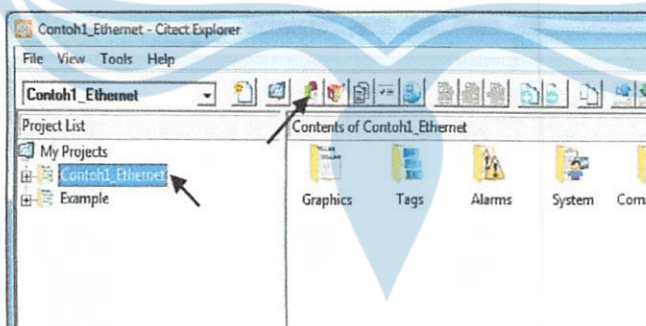 Contoh1_Ethernet - Citect Explorer
File View Tools Help
Contoh1_Ethernet
Project List
Contents of Contoh1_Ethernet
My Projects
Contoh1_Ethernet
Example
Graphics Tags Alarms System